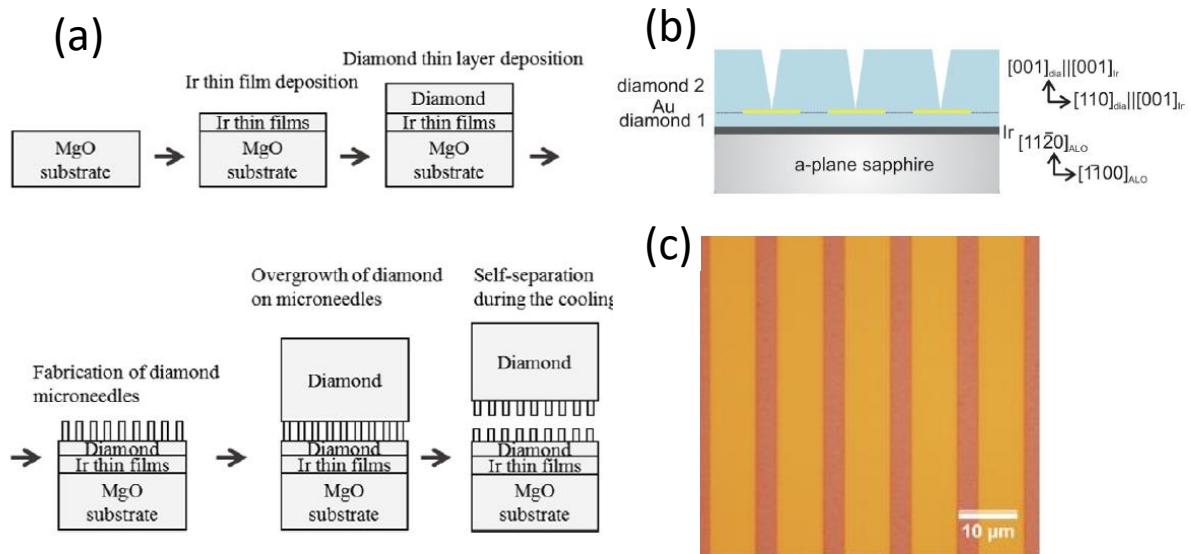 (a)
Ir thin film deposition
Diamond thin layer deposition
MgO
substrate
Ir thin films
MgO
substrate
Diamond
Ir thin films
MgO
substrate
Fabrication of diamond
microneedles
Overgrowth of diamond
on microneedles
Self-separation
during the cooling
Diamond
Ir thin films
MgO
substrate
Diamond
Diamond
Ir thin films
MgO
substrate
Diamond
Diamond
Ir thin films
MgO
substrate
(b)
diamond 2
Au
diamond 1
[001]dia||[001]Ir
[110]dia||[001]Ir
Ir
[112̄0]ALO
[1̄100]ALO
a-plane sapphire
(c)
10 µm